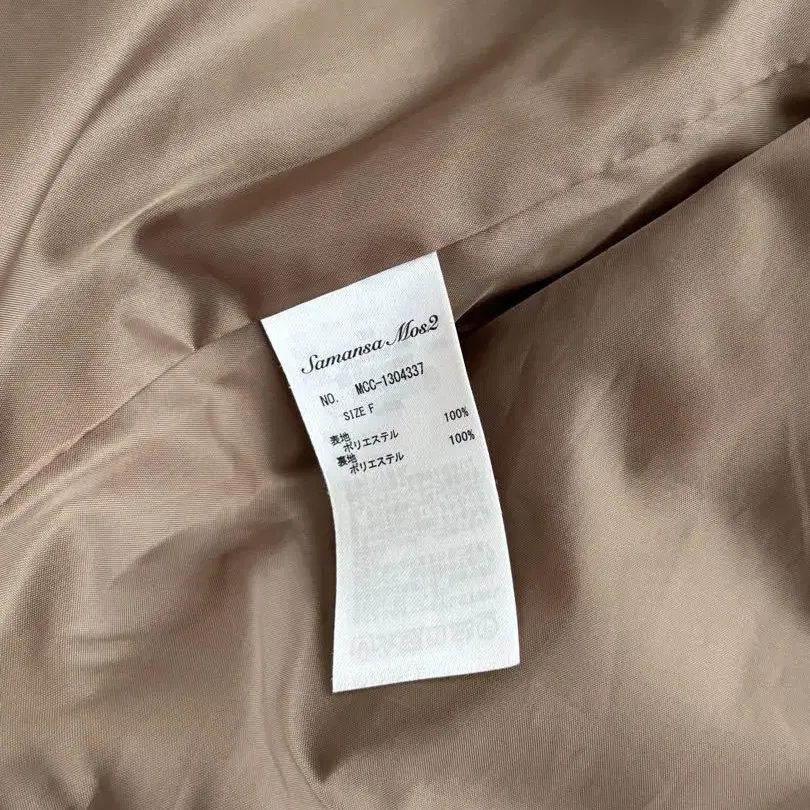 Samansa Mos2
NO. MCC-1304337
SIZE F
表地
ポリエステル 100%
裏地
ポリエステル 100%